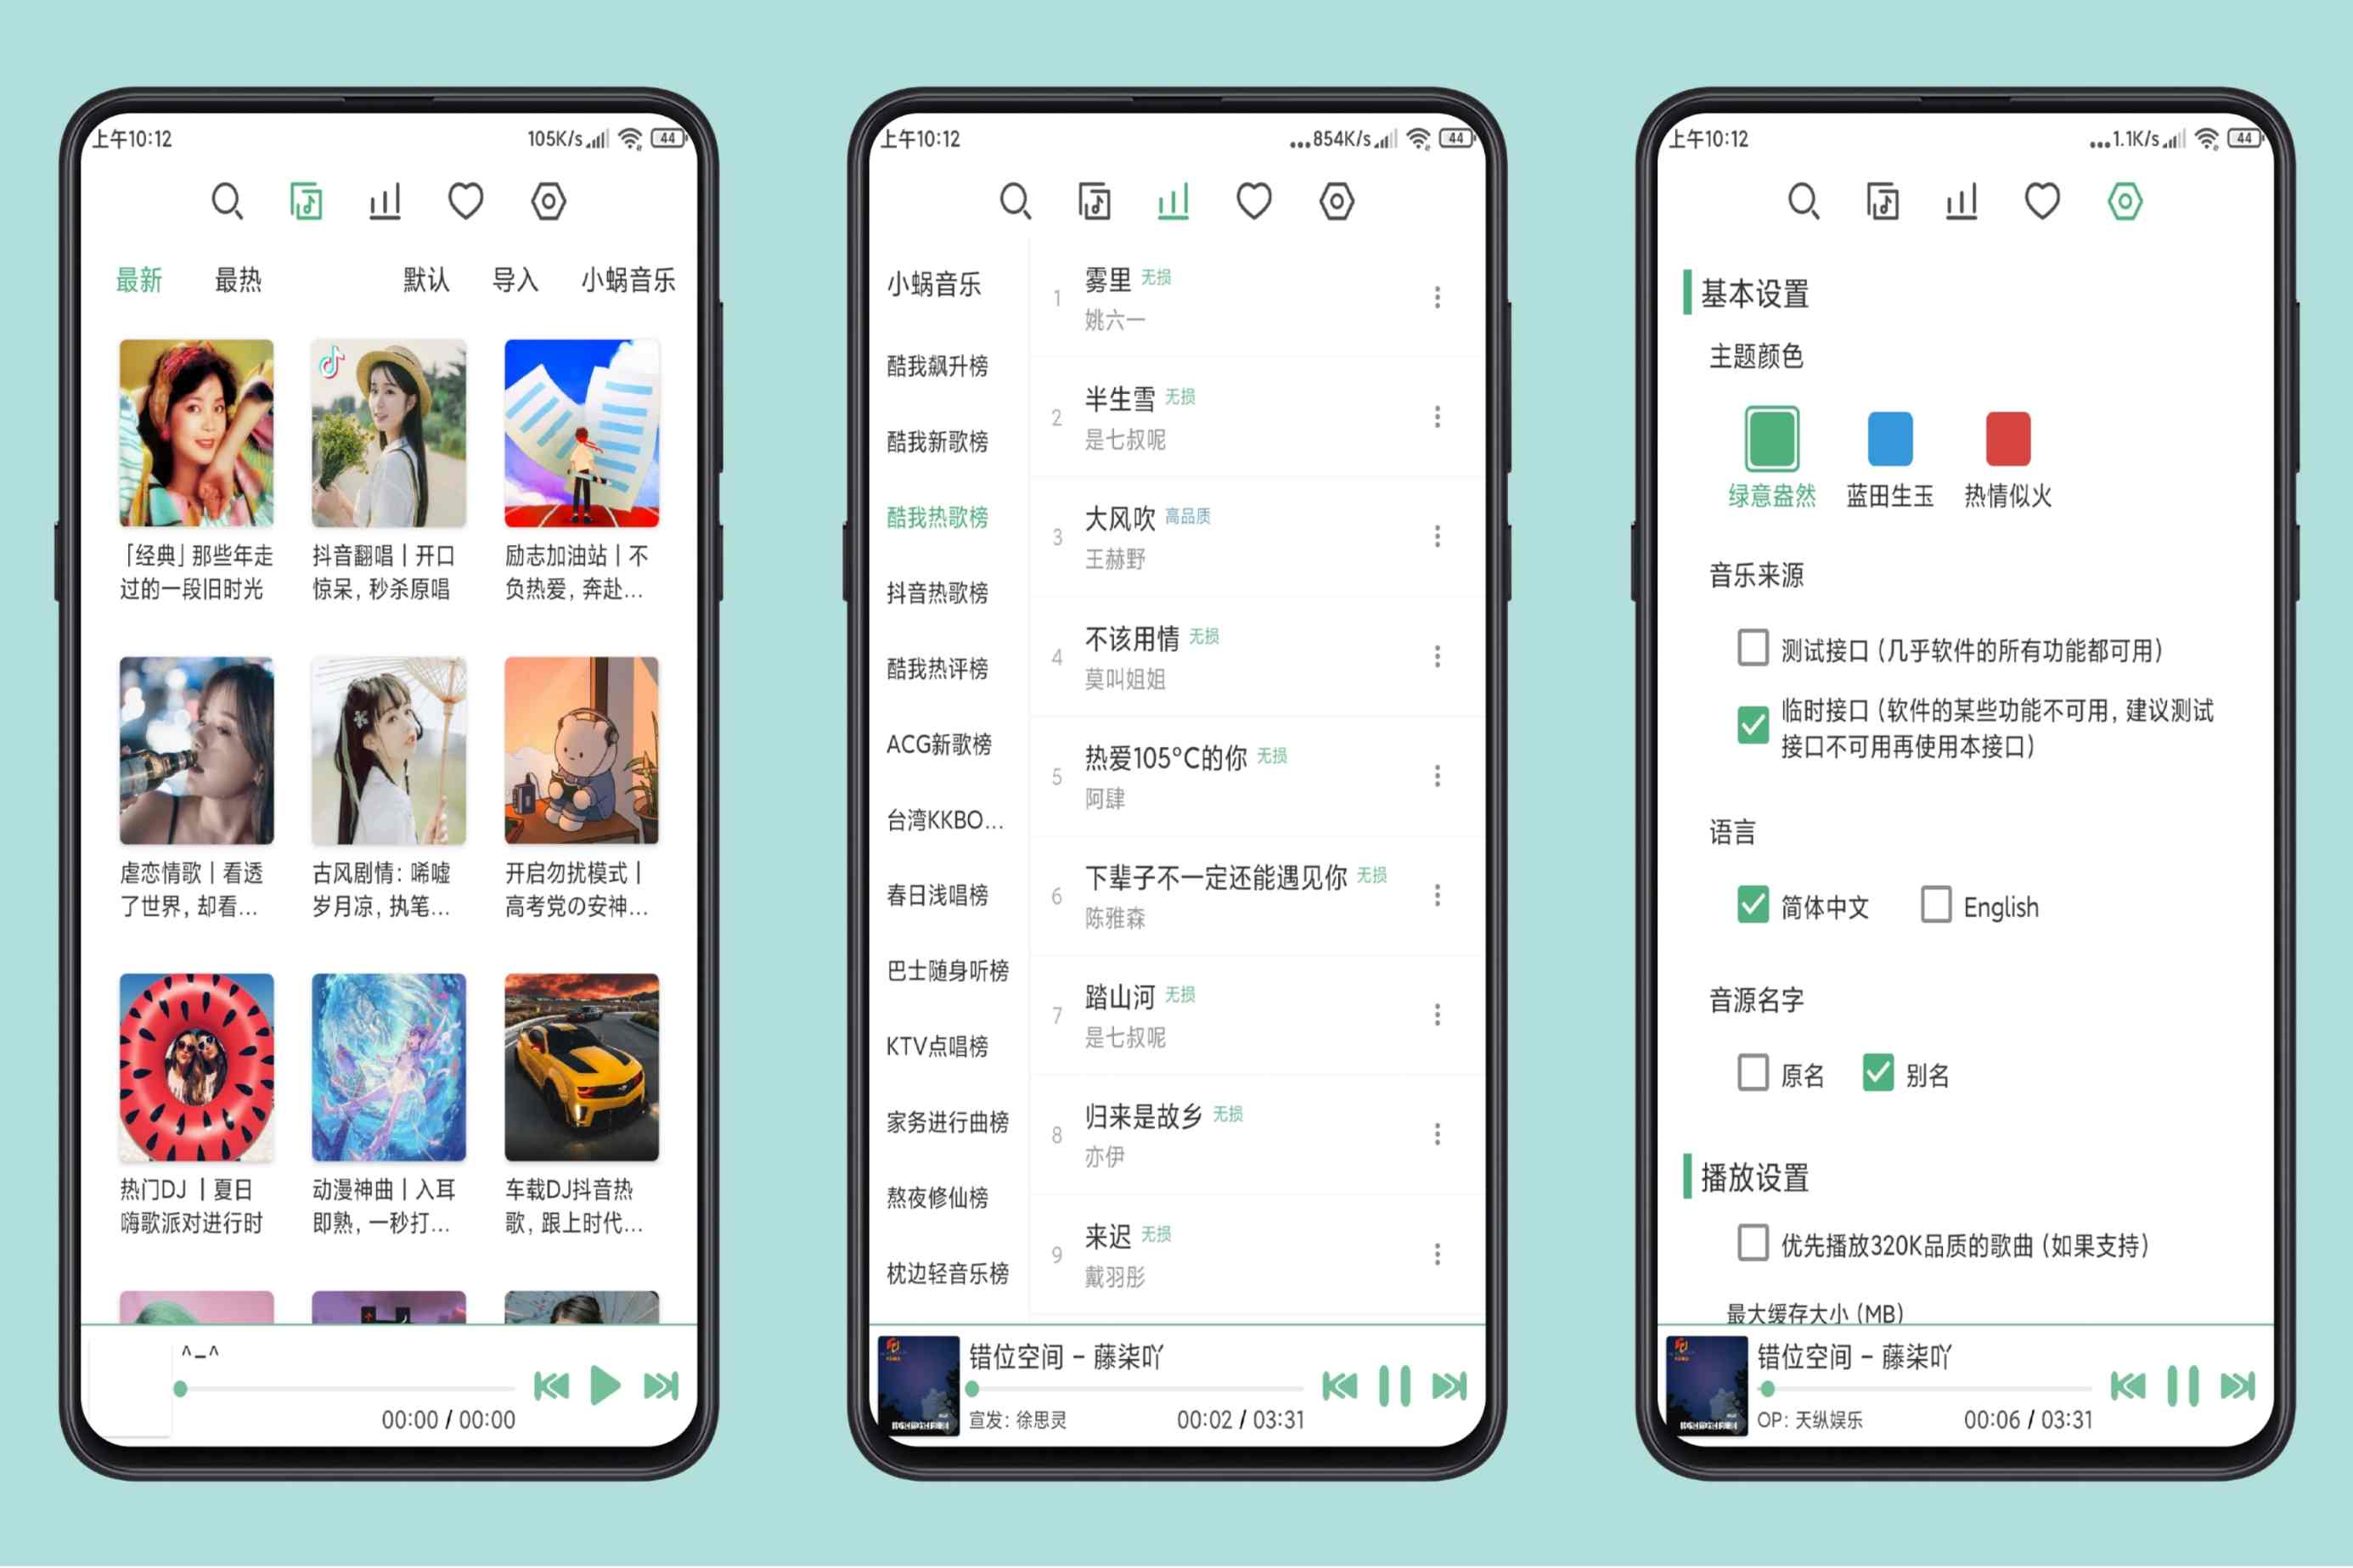 上午10:12
105K/s
44
最新
最热
默认
导入
小蜗音乐
「经典」那些年走
过的一段旧时光
抖音翻唱丨开口
惊呆, 秒杀原唱
励志加油站丨不
负热爱, 奔赴...
虐恋情歌丨看透
了世界, 却看...
古风剧情: 唏嘘
岁月凉, 执笔...
开启勿扰模式丨
高考党の安神...
热门DJ丨夏日
嗨歌派对进行时
动漫神曲丨入耳
即熟, 一秒打...
车载DJ抖音热
歌, 跟上时代...
^_^
00:00 / 00:00
上午10:12
...854K/s
44
小蜗音乐
酷我飙升榜
酷我新歌榜
酷我热歌榜
抖音热歌榜
酷我热评榜
ACG新歌榜
台湾KKBO...
春日浅唱榜
巴士随身听榜
KTV点唱榜
家务进行曲榜
熬夜修仙榜
枕边轻音乐榜
1
雾里 无损
姚六一
2
半生雪 无损
是七叔呢
3
大风吹 高品质
王赫野
4
不该用情 无损
莫叫姐姐
5
热爱105°C的你 无损
阿肆
6
下辈子不一定还能遇见你 无损
陈雅森
7
踏山河 无损
是七叔呢
8
归来是故乡 无损
亦伊
9
来迟 无损
戴羽彤
错位空间 – 藤柒吖
宣发: 徐思灵
00:02 / 03:31
上午10:12
...1.1K/s
44
基本设置
主题颜色
绿意盎然
蓝田生玉
热情似火
音乐来源
测试接口 (几乎软件的所有功能都可用)
临时接口 (软件的某些功能不可用, 建议测试
接口不可用再使用本接口)
语言
简体中文
English
音源名字
原名
别名
播放设置
优先播放320K品质的歌曲 (如果支持)
最大缓存大小 (MB)
错位空间 – 藤柒吖
OP: 天纵娱乐
00:06 / 03:31